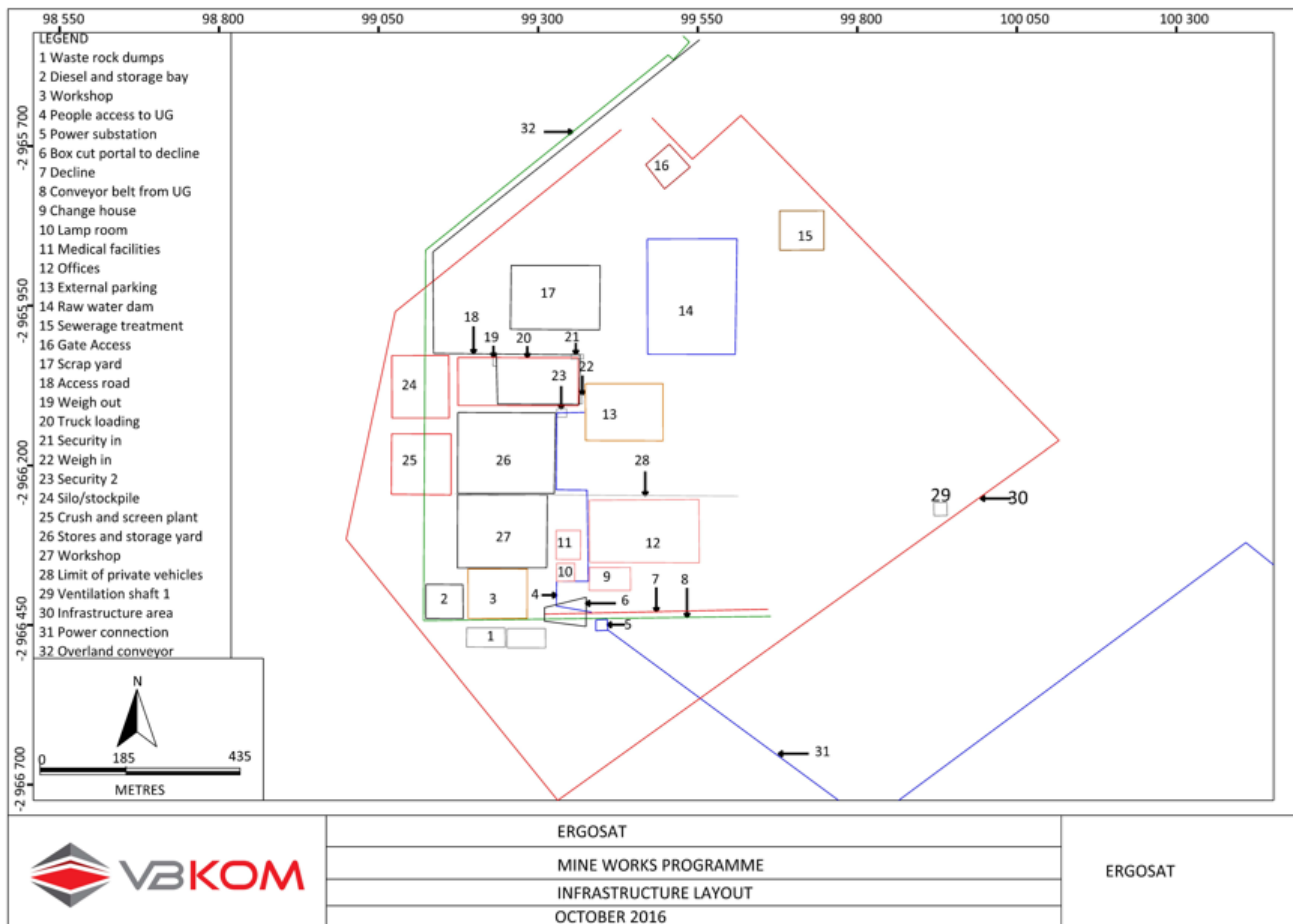 98 550 98 800 99 050 99 300 99 550 99 800 100 050 100 300
LEGEND
1 Waste rock dumps
2 Diesel and storage bay
3 Workshop
4 People access to UG
5 Power substation
6 Box cut portal to decline
7 Decline
8 Conveyor belt from UG
9 Change house
10 Lamp room
11 Medical facilities
12 Offices
13 External parking
14 Raw water dam
15 Sewerage treatment
16 Gate Access
17 Scrap yard
18 Access road
19 Weigh out
20 Truck loading
21 Security in
22 Weigh in
23 Security 2
24 Silo/stockpile
25 Crush and screen plant
26 Stores and storage yard
27 Workshop
28 Limit of private vehicles
29 Ventilation shaft 1
30 Infrastructure area
31 Power connection
32 Overland conveyor
-2 965 700
-2 965 950
-2 966 200
-2 966 450
-2 966 700
32
16
15
17
14
18
19 20 21
22
23
24
13
25
26
28
29
30
27
11
12
10
9
7 8
2
3
4
6
5
1
31
N
0 185 435
METRES
VBKOM
ERGOSAT
MINE WORKS PROGRAMME
INFRASTRUCTURE LAYOUT
OCTOBER 2016
ERGOSAT